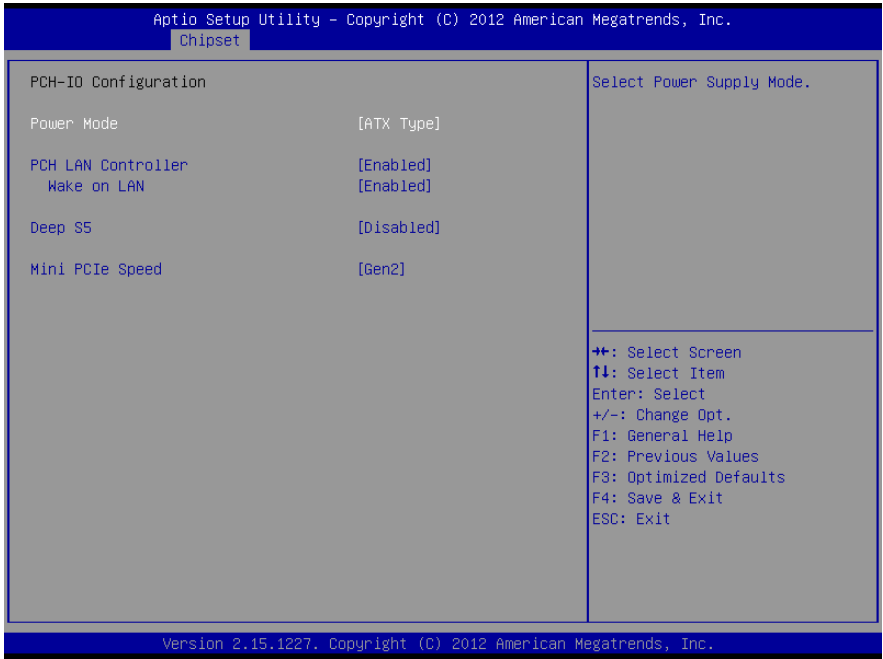 Aptio Setup Utility – Copyright (C) 2012 American Megatrends, Inc.
Chipset
PCH-IO Configuration
Power Mode [ATX Type]
PCH LAN Controller [Enabled]
Wake on LAN [Enabled]
Deep S5 [Disabled]
Mini PCIe Speed [Gen2]
Select Power Supply Mode.
→←: Select Screen
↑↓: Select Item
Enter: Select
+/-: Change Opt.
F1: General Help
F2: Previous Values
F3: Optimized Defaults
F4: Save & Exit
ESC: Exit
Version 2.15.1227. Copyright (C) 2012 American Megatrends, Inc.